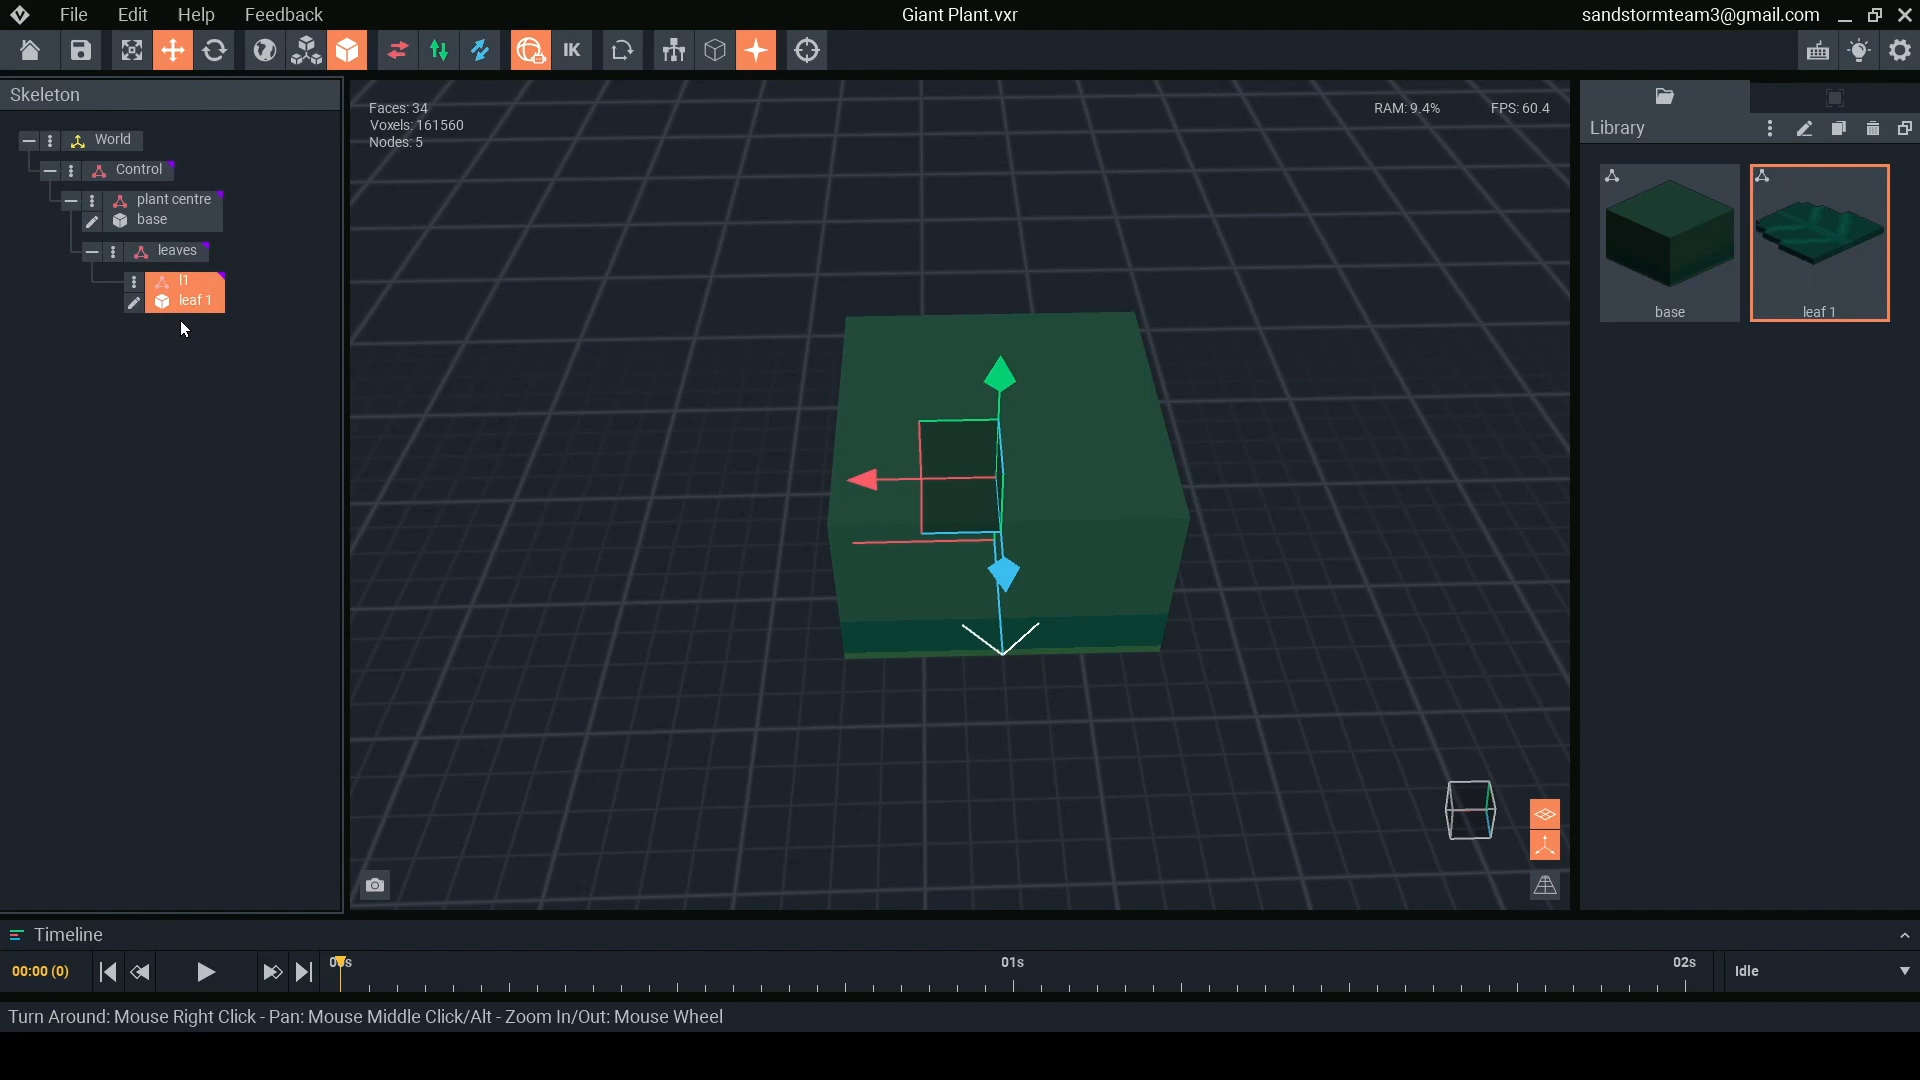 File Edit Help Feedback Giant Plant.vxr sandstormteam3@gmail.com
IK
Skeleton
World
Control
plant centre
base
leaves
l1
leaf 1
Faces: 34
Voxels: 161560
Nodes: 5
RAM: 9.4% FPS: 60.4
Library
base leaf 1
Timeline
00:00 (0) 01s 02s Idle
Turn Around: Mouse Right Click - Pan: Mouse Middle Click/Alt - Zoom In/Out: Mouse Wheel